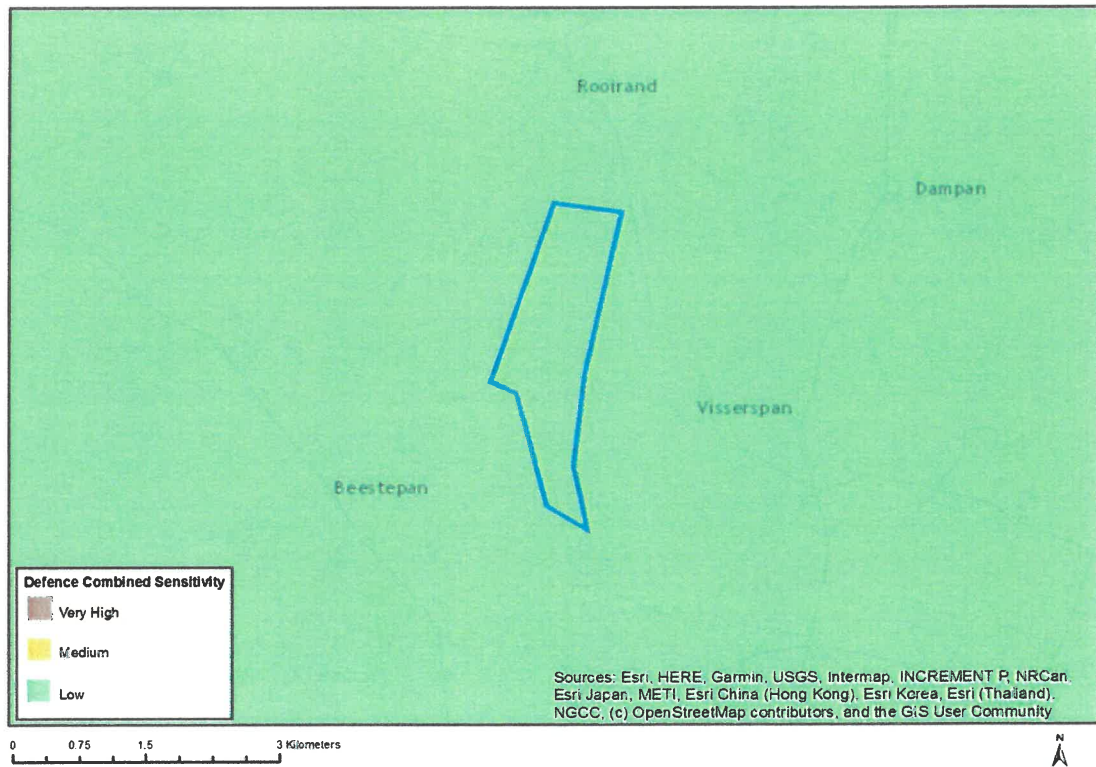 Rooirand
Dampan
Visserspan
Beestepan
Defence Combined Sensitivity
Very High
Medium
Low
Sources: Esri, HERE, Garmin, USGS, Intermap, INCREMENT P, NRCan,
Esri Japan, METI, Esri China (Hong Kong), Esri Korea, Esri (Thailand),
NGCC, (c) OpenStreetMap contributors, and the GIS User Community
0 0.75 1.5 3 Kilometers
N